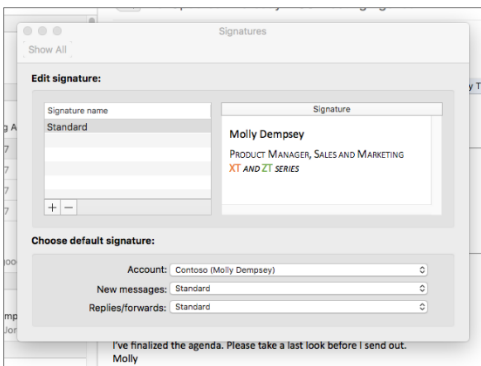 Signatures
Show All
Edit signature:
Signature name
Standard
Signature
Molly Dempsey
Product Manager, Sales and Marketing
XT and ZT series
+ −
Choose default signature:
Account: Contoso (Molly Dempsey)
New messages: Standard
Replies/forwards: Standard
I've finalized the agenda. Please take a last look before I send out.
Molly